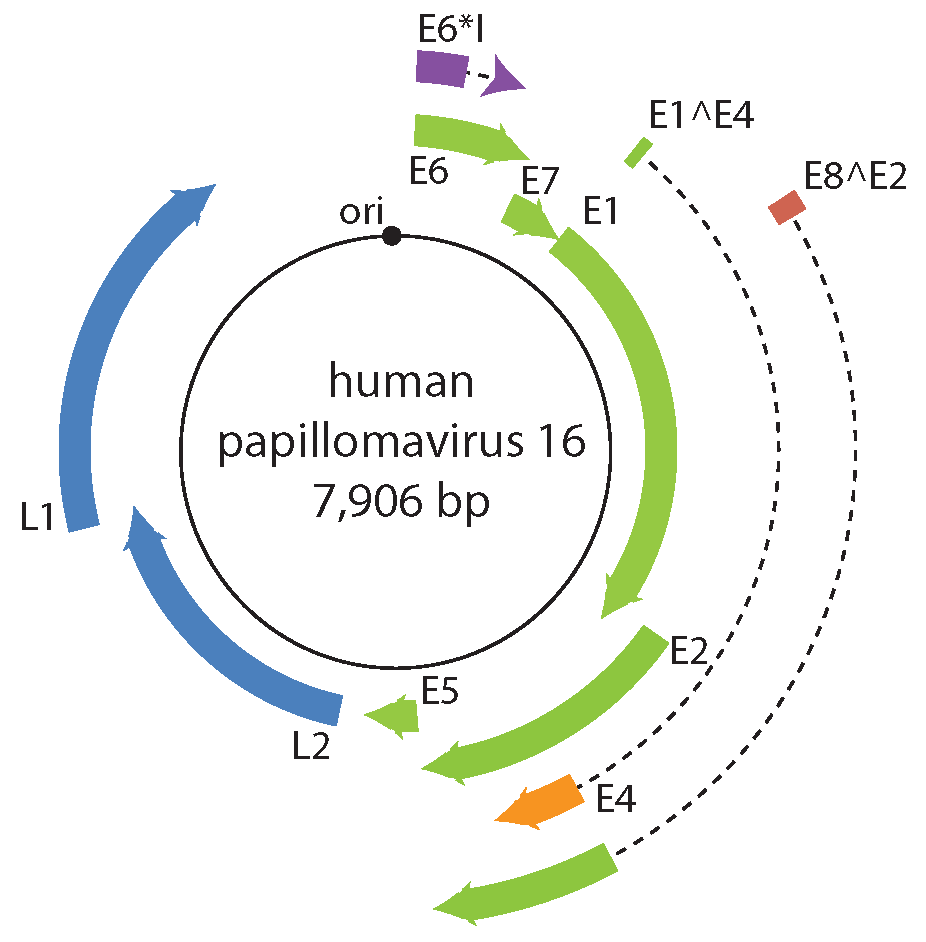 E6*I
E6
E7
E1
E1^E4
E8^E2
ori
human
papillomavirus 16
7,906 bp
L1
E2
E5
L2
E4